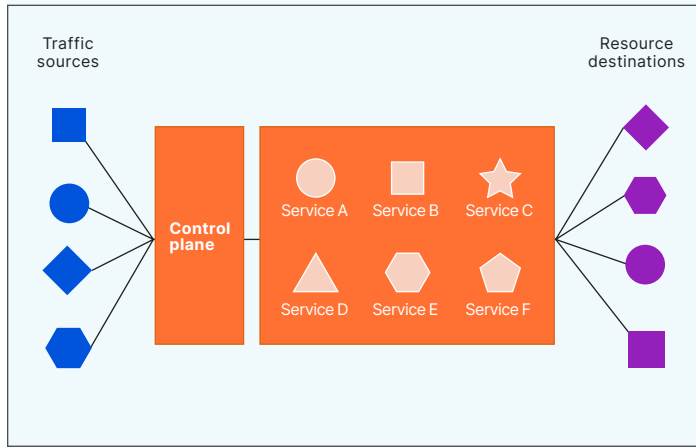 Traffic
sources
Resource
destinations
Control
plane
Service A
Service B
Service C
Service D
Service E
Service F